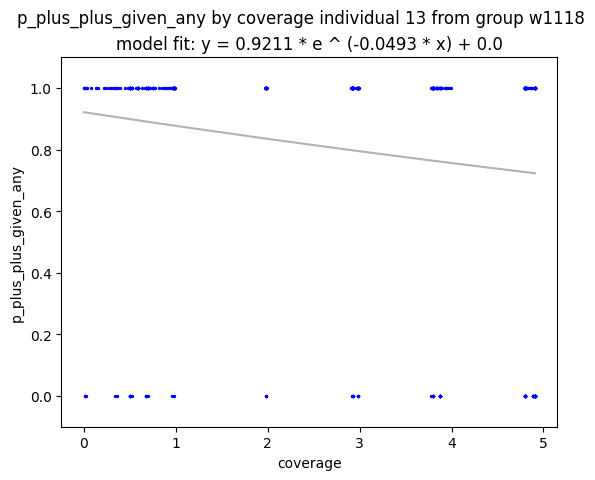 p_plus_plus_given_any by coverage individual 13 from group w1118
model fit: y = 0.9211 * e ^ (-0.0493 * x) + 0.0
1.0
0.8
0.6
0.4
0.2
0.0
p_plus_plus_given_any
0 1 2 3 4 5
coverage